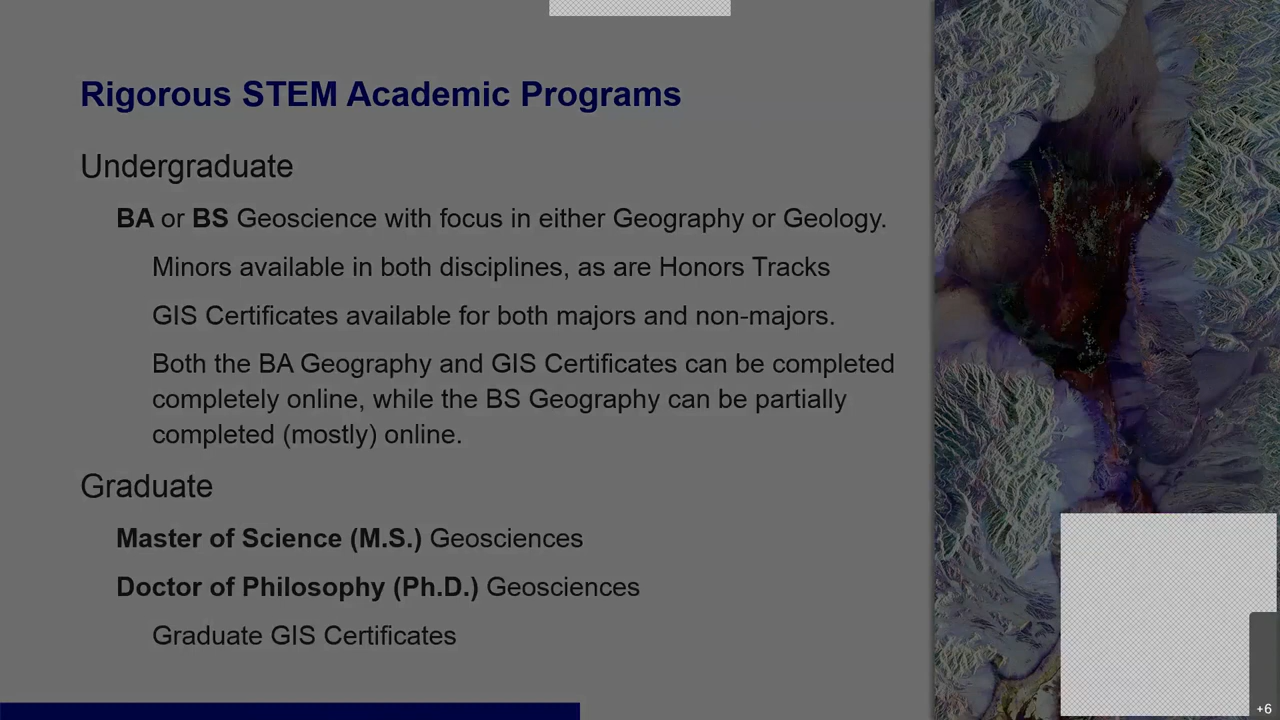 Rigorous STEM Academic Programs
Undergraduate
BA or BS Geoscience with focus in either Geography or Geology.
Minors available in both disciplines, as are Honors Tracks
GIS Certificates available for both majors and non-majors.
Both the BA Geography and GIS Certificates can be completed
completely online, while the BS Geography can be partially
completed (mostly) online.
Graduate
Master of Science (M.S.) Geosciences
Doctor of Philosophy (Ph.D.) Geosciences
Graduate GIS Certificates
+6